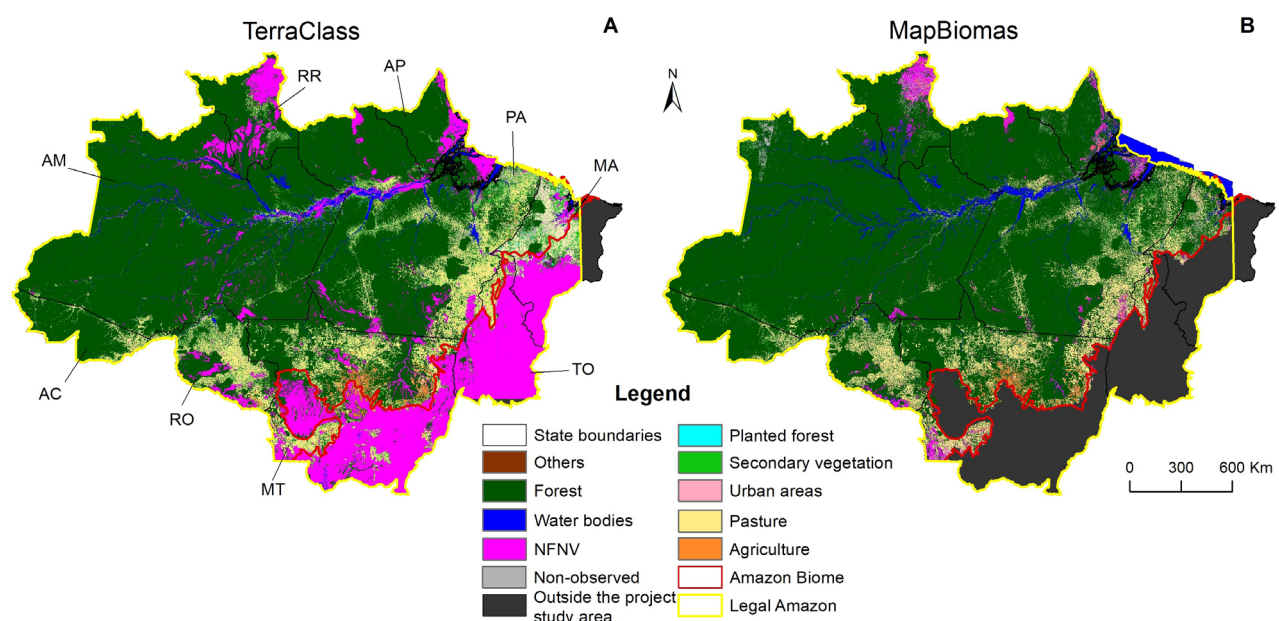 TerraClass
A
MapBiomas
B
RR
AP
N
PA
AM
MA
AC
RO
MT
TO
Legend
State boundaries
Others
Forest
Water bodies
NFNV
Non-observed
Outside the project
study area
Planted forest
Secondary vegetation
Urban areas
Pasture
Agriculture
Amazon Biome
Legal Amazon
0 300 600 Km